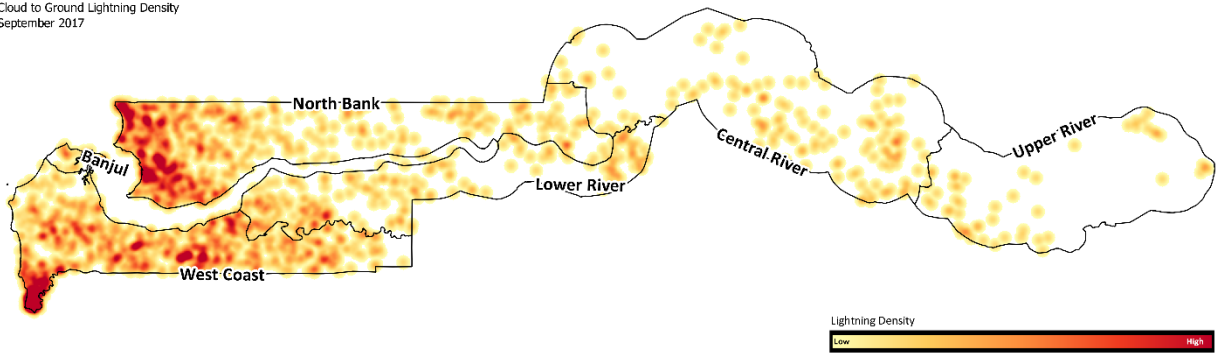 Cloud to Ground Lightning Density
September 2017
North Bank
Banjul
Upper River
Central River
Lower River
West Coast
Lightning Density
Low
High